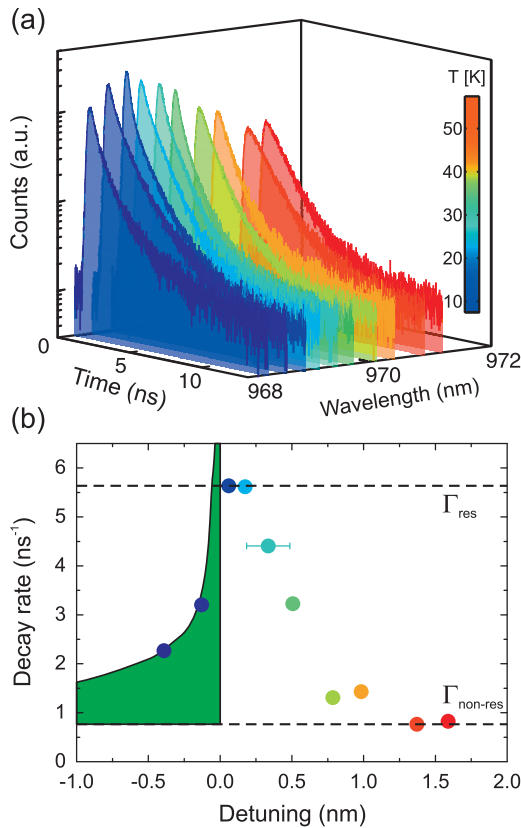 (a)
T [K]
50
40
30
20
10
Counts (a.u.)
0
5
10
Time (ns)
968
970
972
Wavelength (nm)
(b)
6
5
4
3
2
1
0
Decay rate (ns⁻¹)
Γres
Γnon-res
-1.0 -0.5 0.0 0.5 1.0 1.5 2.0
Detuning (nm)